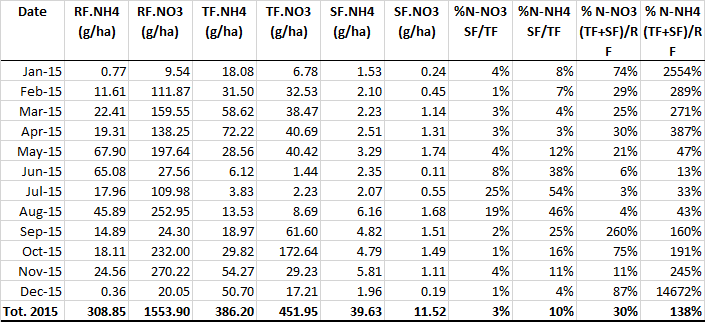 Date RF.NH4 (g/ha) RF.NO3 (g/ha) TF.NH4 (g/ha) TF.NO3 (g/ha) SF.NH4 (g/ha) SF.NO3 (g/ha) %N-NO3 SF/TF %N-NH4 SF/TF % N-NO3 (TF+SF)/RF % N-NH4 (TF+SF)/RF
Jan-15 0.77 9.54 18.08 6.78 1.53 0.24 4% 8% 74% 2554%
Feb-15 11.61 111.87 31.50 32.53 2.10 0.45 1% 7% 29% 289%
Mar-15 22.41 159.55 58.62 38.47 2.23 1.14 3% 4% 25% 271%
Apr-15 19.31 138.25 72.22 40.69 2.51 1.31 3% 3% 30% 387%
May-15 67.90 197.64 28.56 40.42 3.29 1.74 4% 12% 21% 47%
Jun-15 65.08 27.56 6.12 1.44 2.35 0.11 8% 38% 6% 13%
Jul-15 17.96 109.98 3.83 2.23 2.07 0.55 25% 54% 3% 33%
Aug-15 45.89 252.95 13.53 8.69 6.16 1.68 19% 46% 4% 43%
Sep-15 14.89 24.30 18.97 61.60 4.82 1.51 2% 25% 260% 160%
Oct-15 18.11 232.00 29.82 172.64 4.79 1.49 1% 16% 75% 191%
Nov-15 24.56 270.22 54.27 29.23 5.81 1.11 4% 11% 11% 245%
Dec-15 0.36 20.05 50.70 17.21 1.96 0.19 1% 4% 87% 14672%
Tot. 2015 308.85 1553.90 386.20 451.95 39.63 11.52 3% 10% 30% 138%